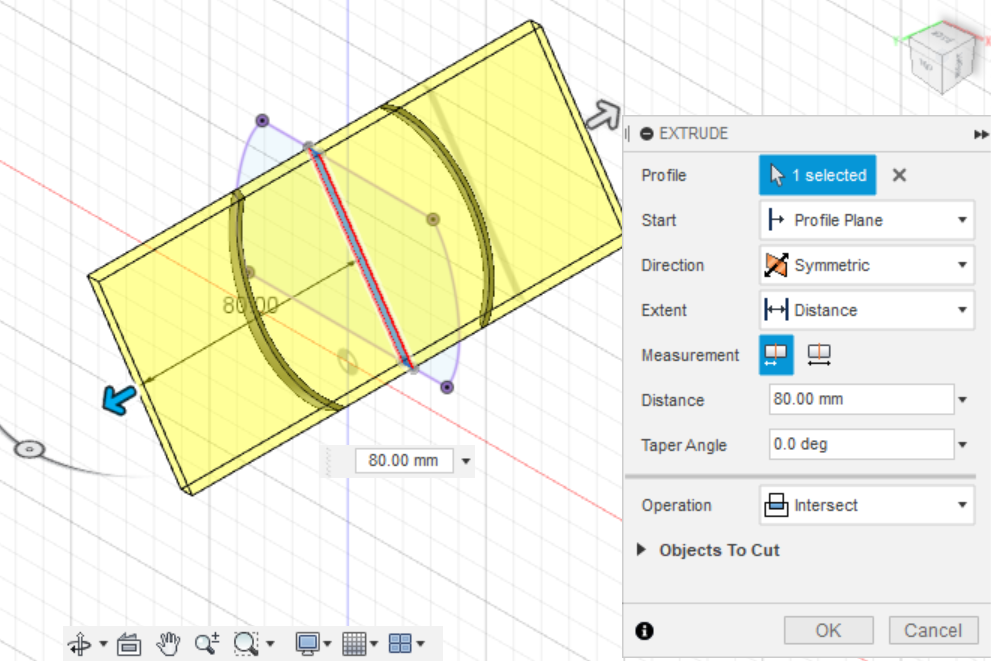 EXTRUDE
Profile
1 selected
Start
Profile Plane
Direction
Symmetric
Extent
Distance
Measurement
Distance
80.00 mm
Taper Angle
0.0 deg
Operation
Intersect
Objects To Cut
OK
Cancel
80.00
80.00 mm